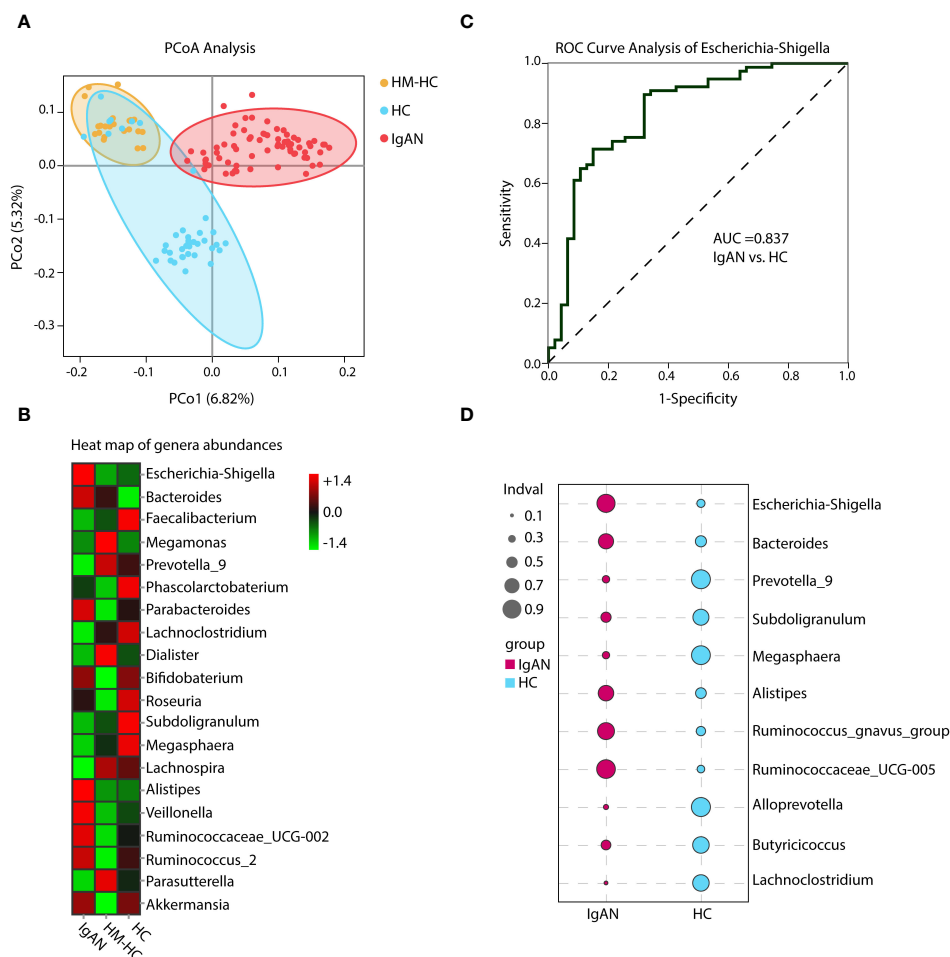 A
PCoA Analysis
HM-HC
HC
IgAN
0.1
0.0
-0.1
-0.2
-0.3
PCo2 (5.32%)
-0.2
-0.1
0.0
0.1
0.2
PCo1 (6.82%)
C
ROC Curve Analysis of Escherichia-Shigella
1.0
0.8
0.6
0.4
0.2
0.0
Sensitivity
AUC =0.837
IgAN vs. HC
0.0
0.2
0.4
0.6
0.8
1.0
1-Specificity
B
Heat map of genera abundances
Escherichia-Shigella
Bacteroides
Faecalibacterium
Megamonas
Prevotella_9
Phascolarctobaterium
Parabacteroides
Lachnoclostridium
Dialister
Bifidobaterium
Roseuria
Subdoligranulum
Megasphaera
Lachnospira
Alistipes
Veillonella
Ruminococcaceae_UCG-002
Ruminococcus_2
Parasutterella
Akkermansia
IgAN
HM-HC
HC
+1.4
0.0
-1.4
D
Indval
0.1
0.3
0.5
0.7
0.9
group
IgAN
HC
Escherichia-Shigella
Bacteroides
Prevotella_9
Subdoligranulum
Megasphaera
Alistipes
Ruminococcus_gnavus_group
Ruminococcaceae_UCG-005
Alloprevotella
Butyricicoccus
Lachnoclostridium
IgAN
HC